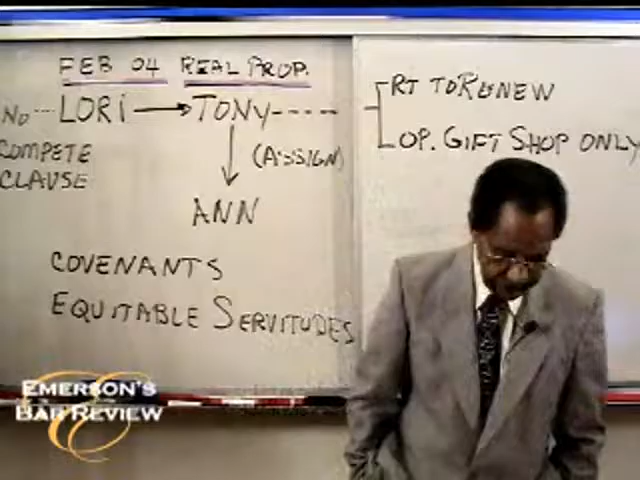 FEB 04 REAL PROP.
NO --- LORI → TONY -----
COMPETE
CLAUSE
(ASSIGN)
ANN
COVENANTS
EQUITABLE SERVITUDES
RT TO RENEW
OP. GIFT SHOP ONLY
EMERSON'S
BAR REVIEW